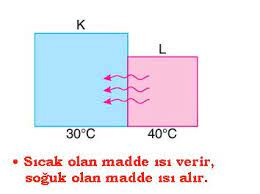 K
L
30°C
40°C
• Sıcak olan madde ısı verir,
soğuk olan madde ısı alır.